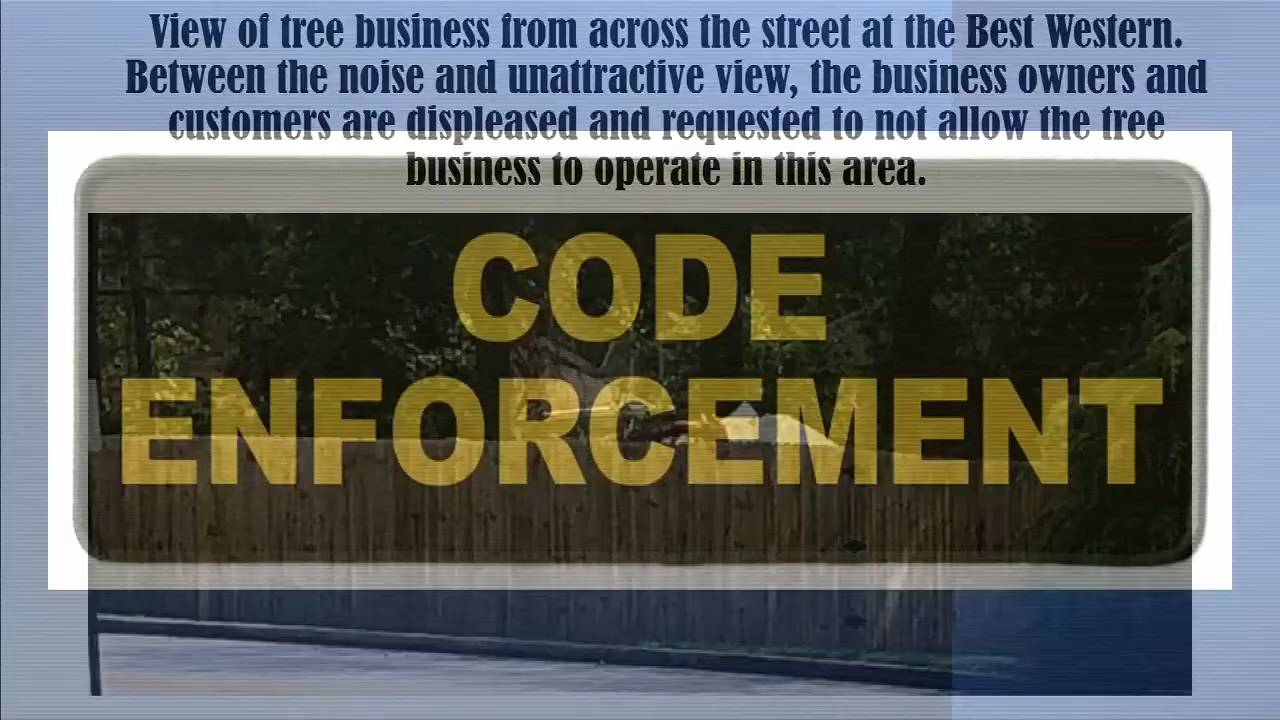 View of tree business from across the street at the Best Western.
Between the noise and unattractive view, the business owners and
customers are displeased and requested to not allow the tree
business to operate in this area.
CODE
ENFORCEMENT